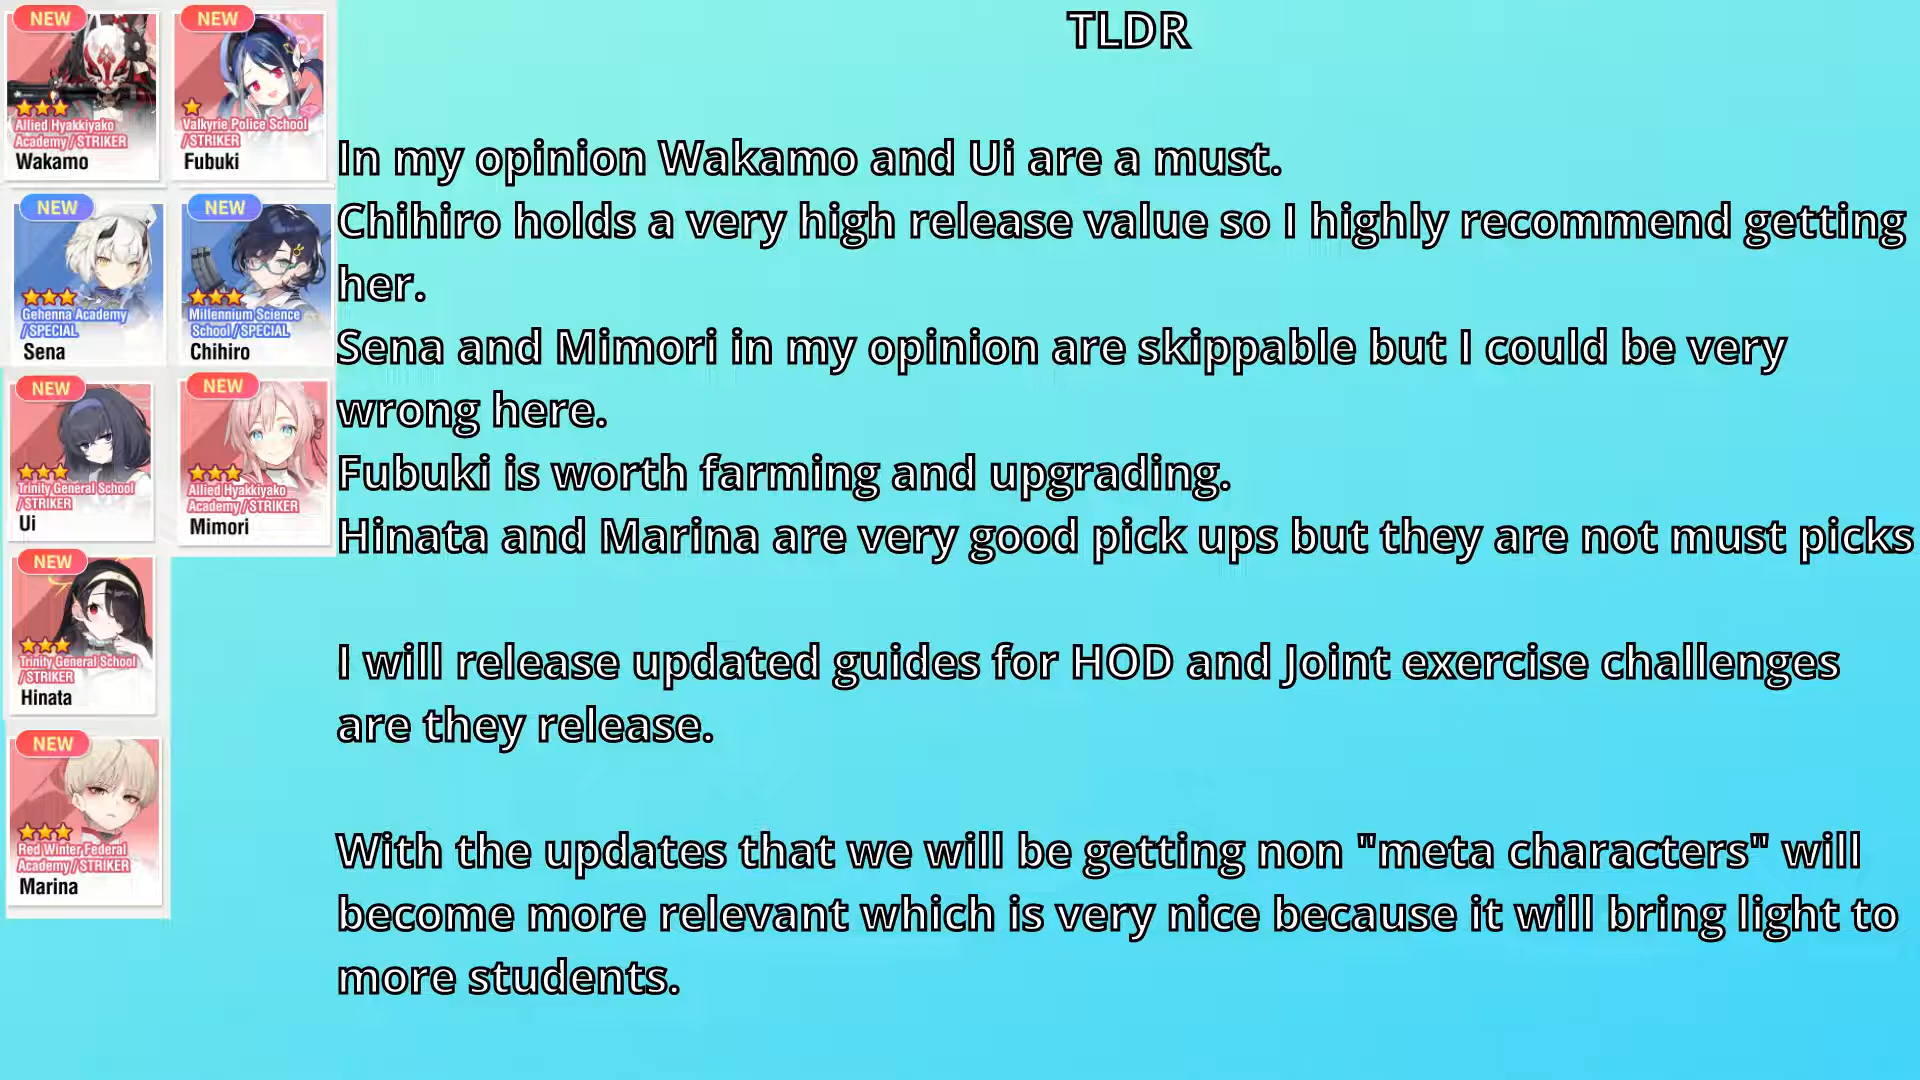 NEW
Allied Hyakkiyako
Academy / STRIKER
Wakamo
NEW
Valkyrie Police School
/ STRIKER
Fubuki
NEW
Gehenna Academy
/ SPECIAL
Sena
NEW
Millennium Science
School / SPECIAL
Chihiro
NEW
Trinity General School
/ STRIKER
Ui
NEW
Allied Hyakkiyako
Academy / STRIKER
Mimori
NEW
Trinity General School
/ STRIKER
Hinata
NEW
Red Winter Federal
Academy / STRIKER
Marina
TLDR
In my opinion Wakamo and Ui are a must.
Chihiro holds a very high release value so I highly recommend getting
her.
Sena and Mimori in my opinion are skippable but I could be very
wrong here.
Fubuki is worth farming and upgrading.
Hinata and Marina are very good pick ups but they are not must picks
I will release updated guides for HOD and Joint exercise challenges
are they release.
With the updates that we will be getting non "meta characters" will
become more relevant which is very nice because it will bring light to
more students.